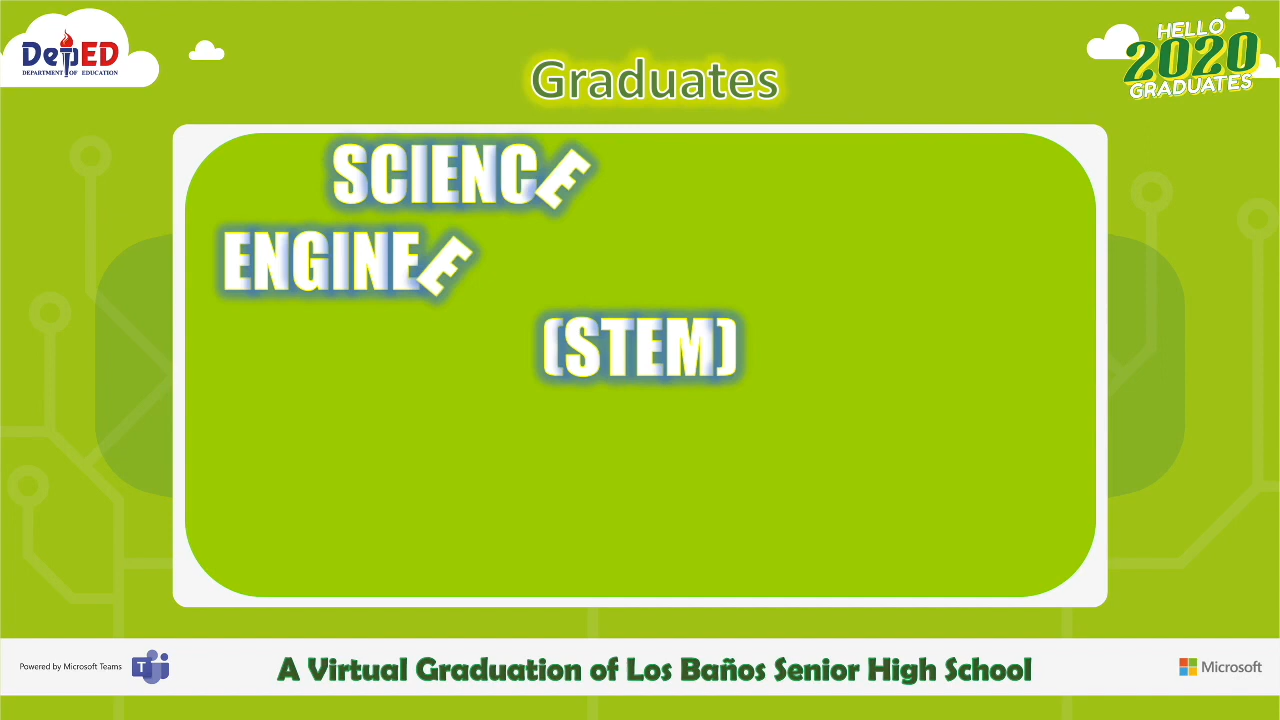 DepED
DEPARTMENT OF EDUCATION
HELLO
2020
GRADUATES
Graduates
SCIENCE
ENGINEE
(STEM)
Powered by Microsoft Teams
T
A Virtual Graduation of Los Baños Senior High School
Microsoft